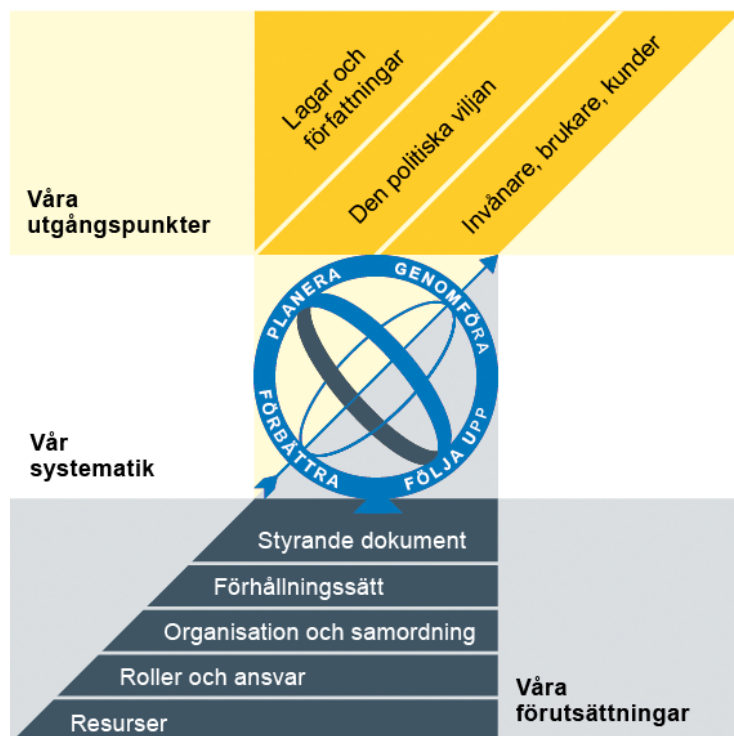 Lagar och
författningar
Den politiska viljan
Invånare, brukare, kunder
Våra
utgångspunkter
PLANERA
GENOMFÖRA
FÖLJA UPP
FÖRBÄTTRA
Vår
systematik
Styrande dokument
Förhållningssätt
Organisation och samordning
Roller och ansvar
Resurser
Våra
förutsättningar